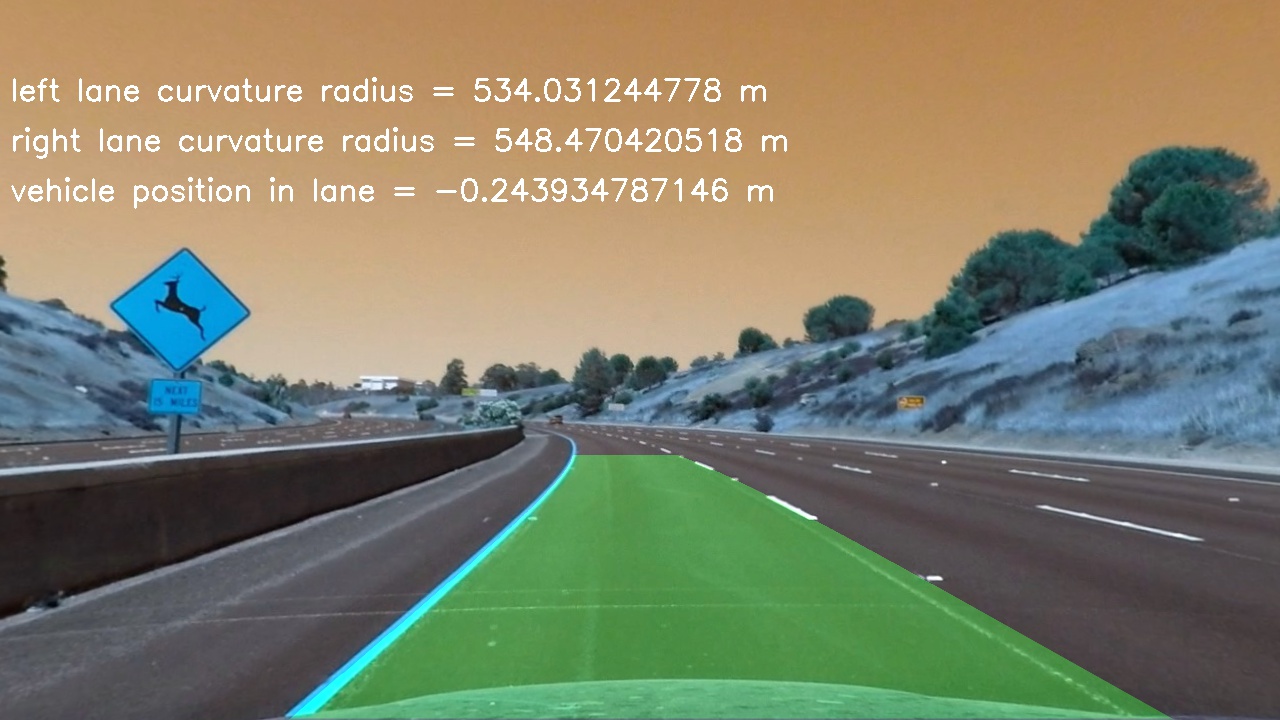 left lane curvature radius = 534.031244778 m
right lane curvature radius = 548.470420518 m
vehicle position in lane = −0.243934787146 m
NEXT
15 MILES